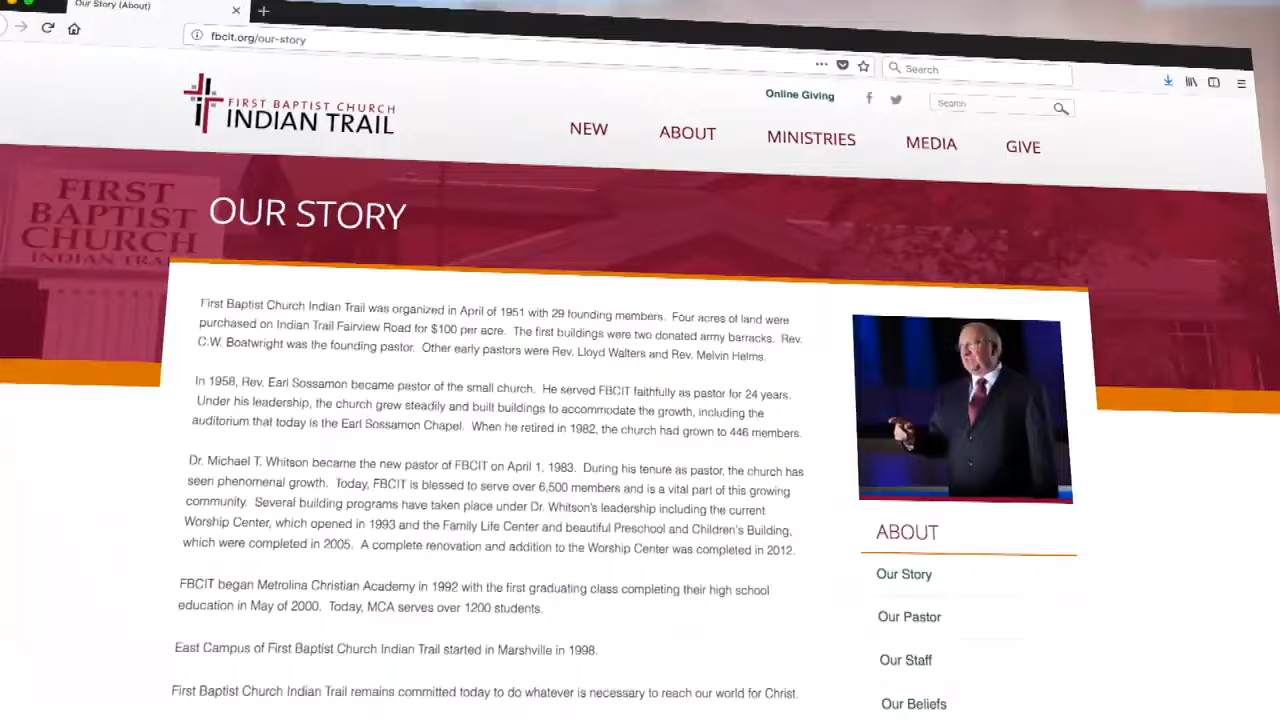 Our Story (About)
fbcit.org/our-story
Search
Online Giving
Search
FIRST BAPTIST CHURCH
INDIAN TRAIL
NEW
ABOUT
MINISTRIES
MEDIA
GIVE
FIRST
BAPTIST
CHURCH
INDIAN TRAI
OUR STORY
First Baptist Church Indian Trail was organized in April of 1951 with 29 founding members. Four acres of land were
purchased on Indian Trail Fairview Road for $100 per acre. The first buildings were two donated army barracks. Rev.
C.W. Boatwright was the founding pastor. Other early pastors were Rev. Lloyd Walters and Rev. Melvin Helms.
In 1958, Rev. Earl Sossamon became pastor of the small church. He served FBCIT faithfully as pastor for 24 years.
Under his leadership, the church grew steadily and built buildings to accommodate the growth, including the
auditorium that today is the Earl Sossamon Chapel. When he retired in 1982, the church had grown to 446 members.
Dr. Michael T. Whitson became the new pastor of FBCIT on April 1, 1983. During his tenure as pastor, the church has
seen phenomenal growth. Today, FBCIT is blessed to serve over 6,500 members and is a vital part of this growing
community. Several building programs have taken place under Dr. Whitson's leadership including the current
Worship Center, which opened in 1993 and the Family Life Center and beautiful Preschool and Children's Building,
which were completed in 2005. A complete renovation and addition to the Worship Center was completed in 2012.
FBCIT began Metrolina Christian Academy in 1992 with the first graduating class completing their high school
education in May of 2000. Today, MCA serves over 1200 students.
East Campus of First Baptist Church Indian Trail started in Marshville in 1998.
First Baptist Church Indian Trail remains committed today to do whatever is necessary to reach our world for Christ.
ABOUT
Our Story
Our Pastor
Our Staff
Our Beliefs